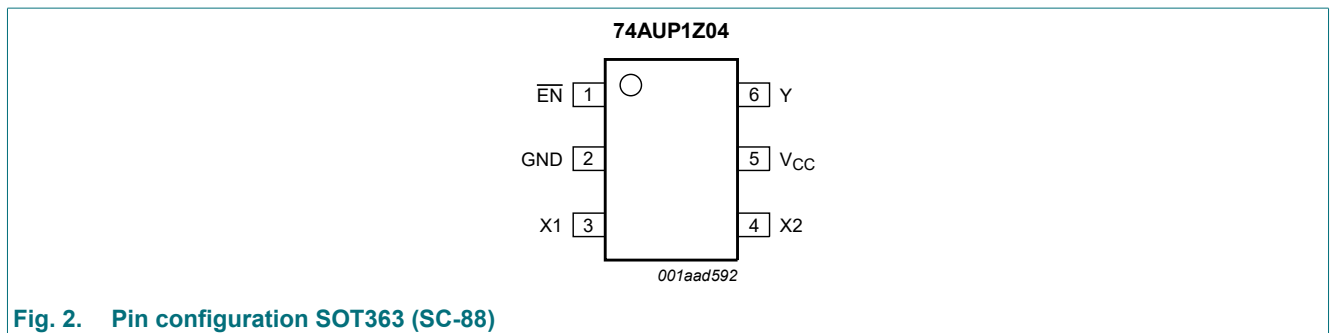 74AUP1Z04
EN 1 6 Y
GND 2 5 VCC
X1 3 4 X2
001aad592
Fig. 2. Pin configuration SOT363 (SC-88)